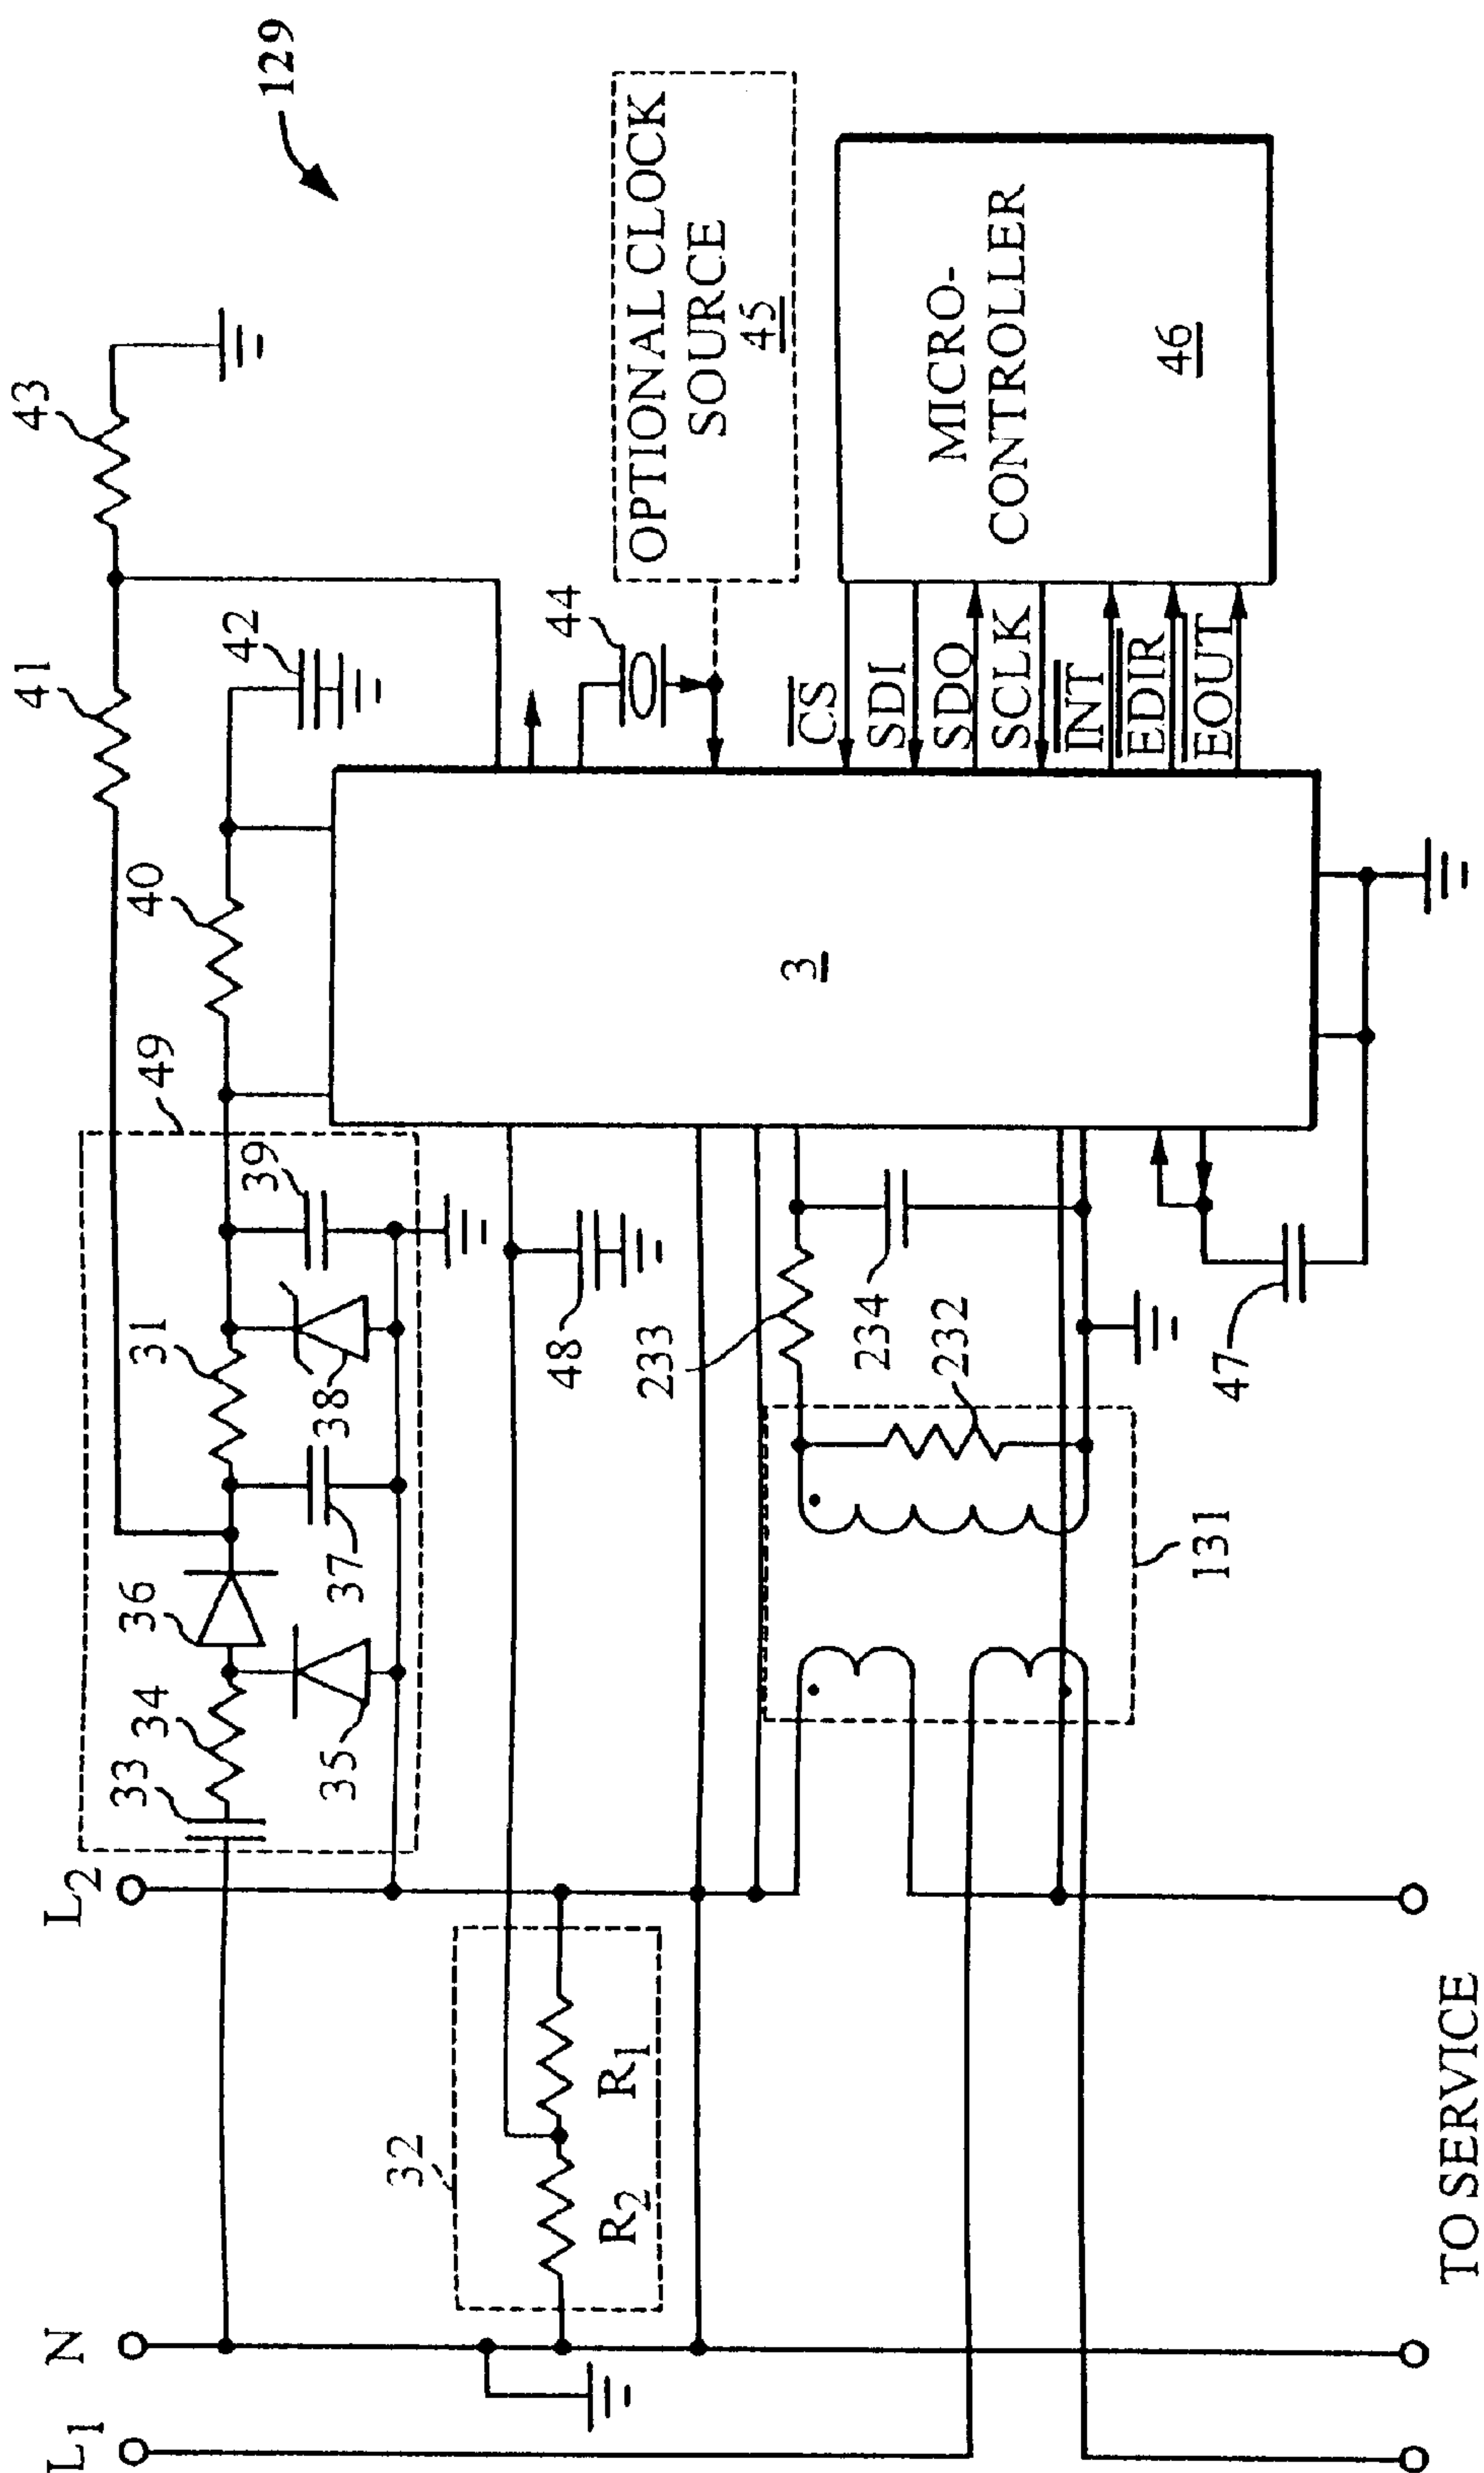 129
43
41
42
40
49
44
OPTIONAL CLOCK
SOURCE
45
MICRO-
CONTROLLER
46
CS
SDI
SDO
SCLK
INT
EDIR
EOUT
3
39
31
38
37
36
34
33
35
48
233
234
232
47
131
32
R1
R2
L2
N
L1
TO SERVICE